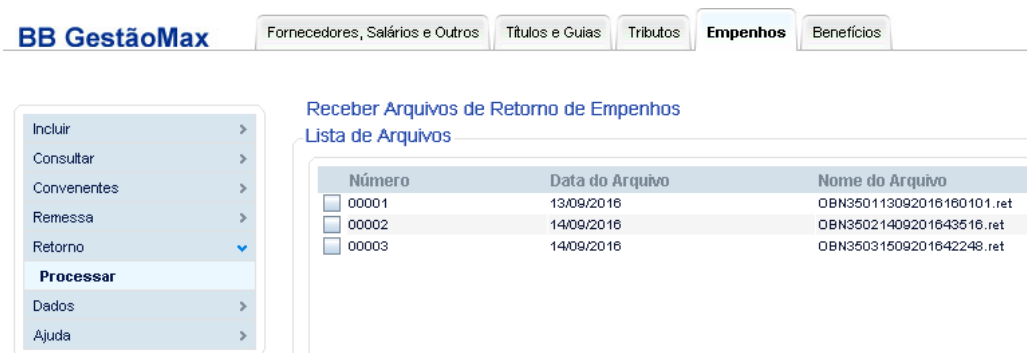 BB GestãoMax
Fornecedores, Salários e Outros Títulos e Guias Tributos Empenhos Benefícios
Incluir
Consultar
Convenentes
Remessa
Retorno
Processar
Dados
Ajuda
Receber Arquivos de Retorno de Empenhos
Lista de Arquivos
Número Data do Arquivo Nome do Arquivo
00001 13/09/2016 OBN350113092016160101.ret
00002 14/09/2016 OBN35021409201643516.ret
00003 14/09/2016 OBN35031509201642248.ret